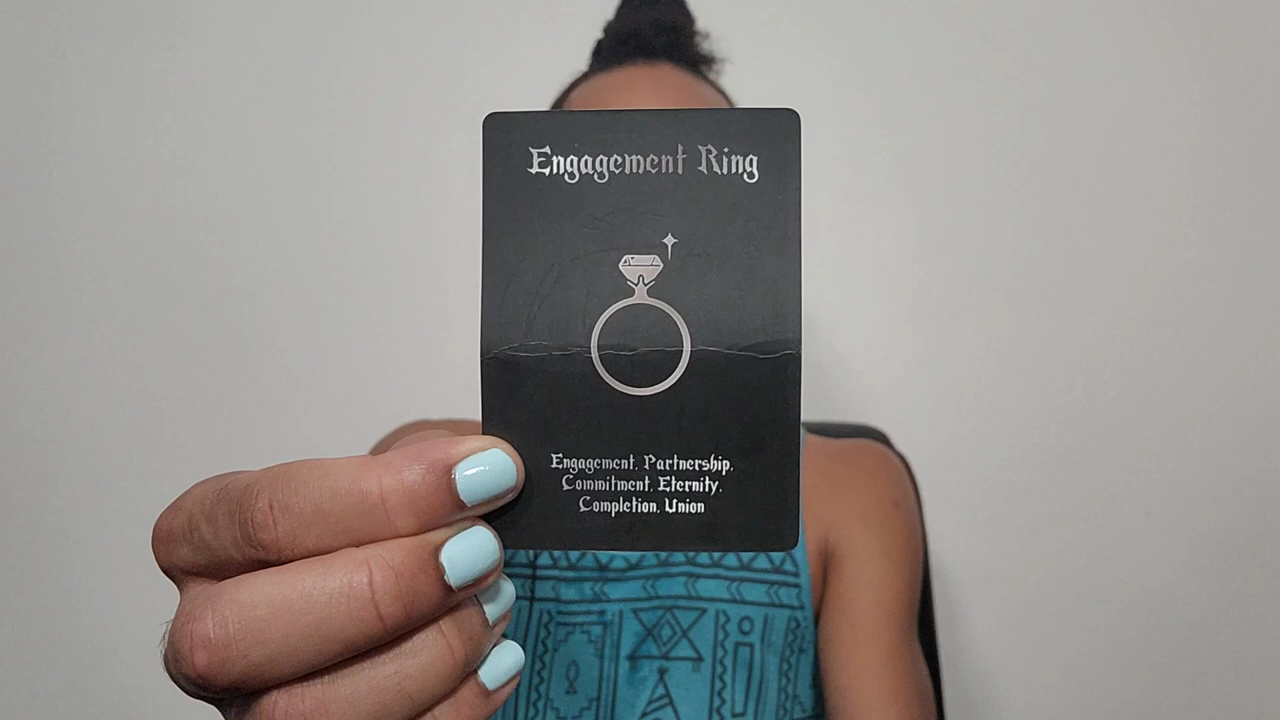 Engagement Ring
Engagement, Partnership,
Commitment, Eternity,
Completion, Union